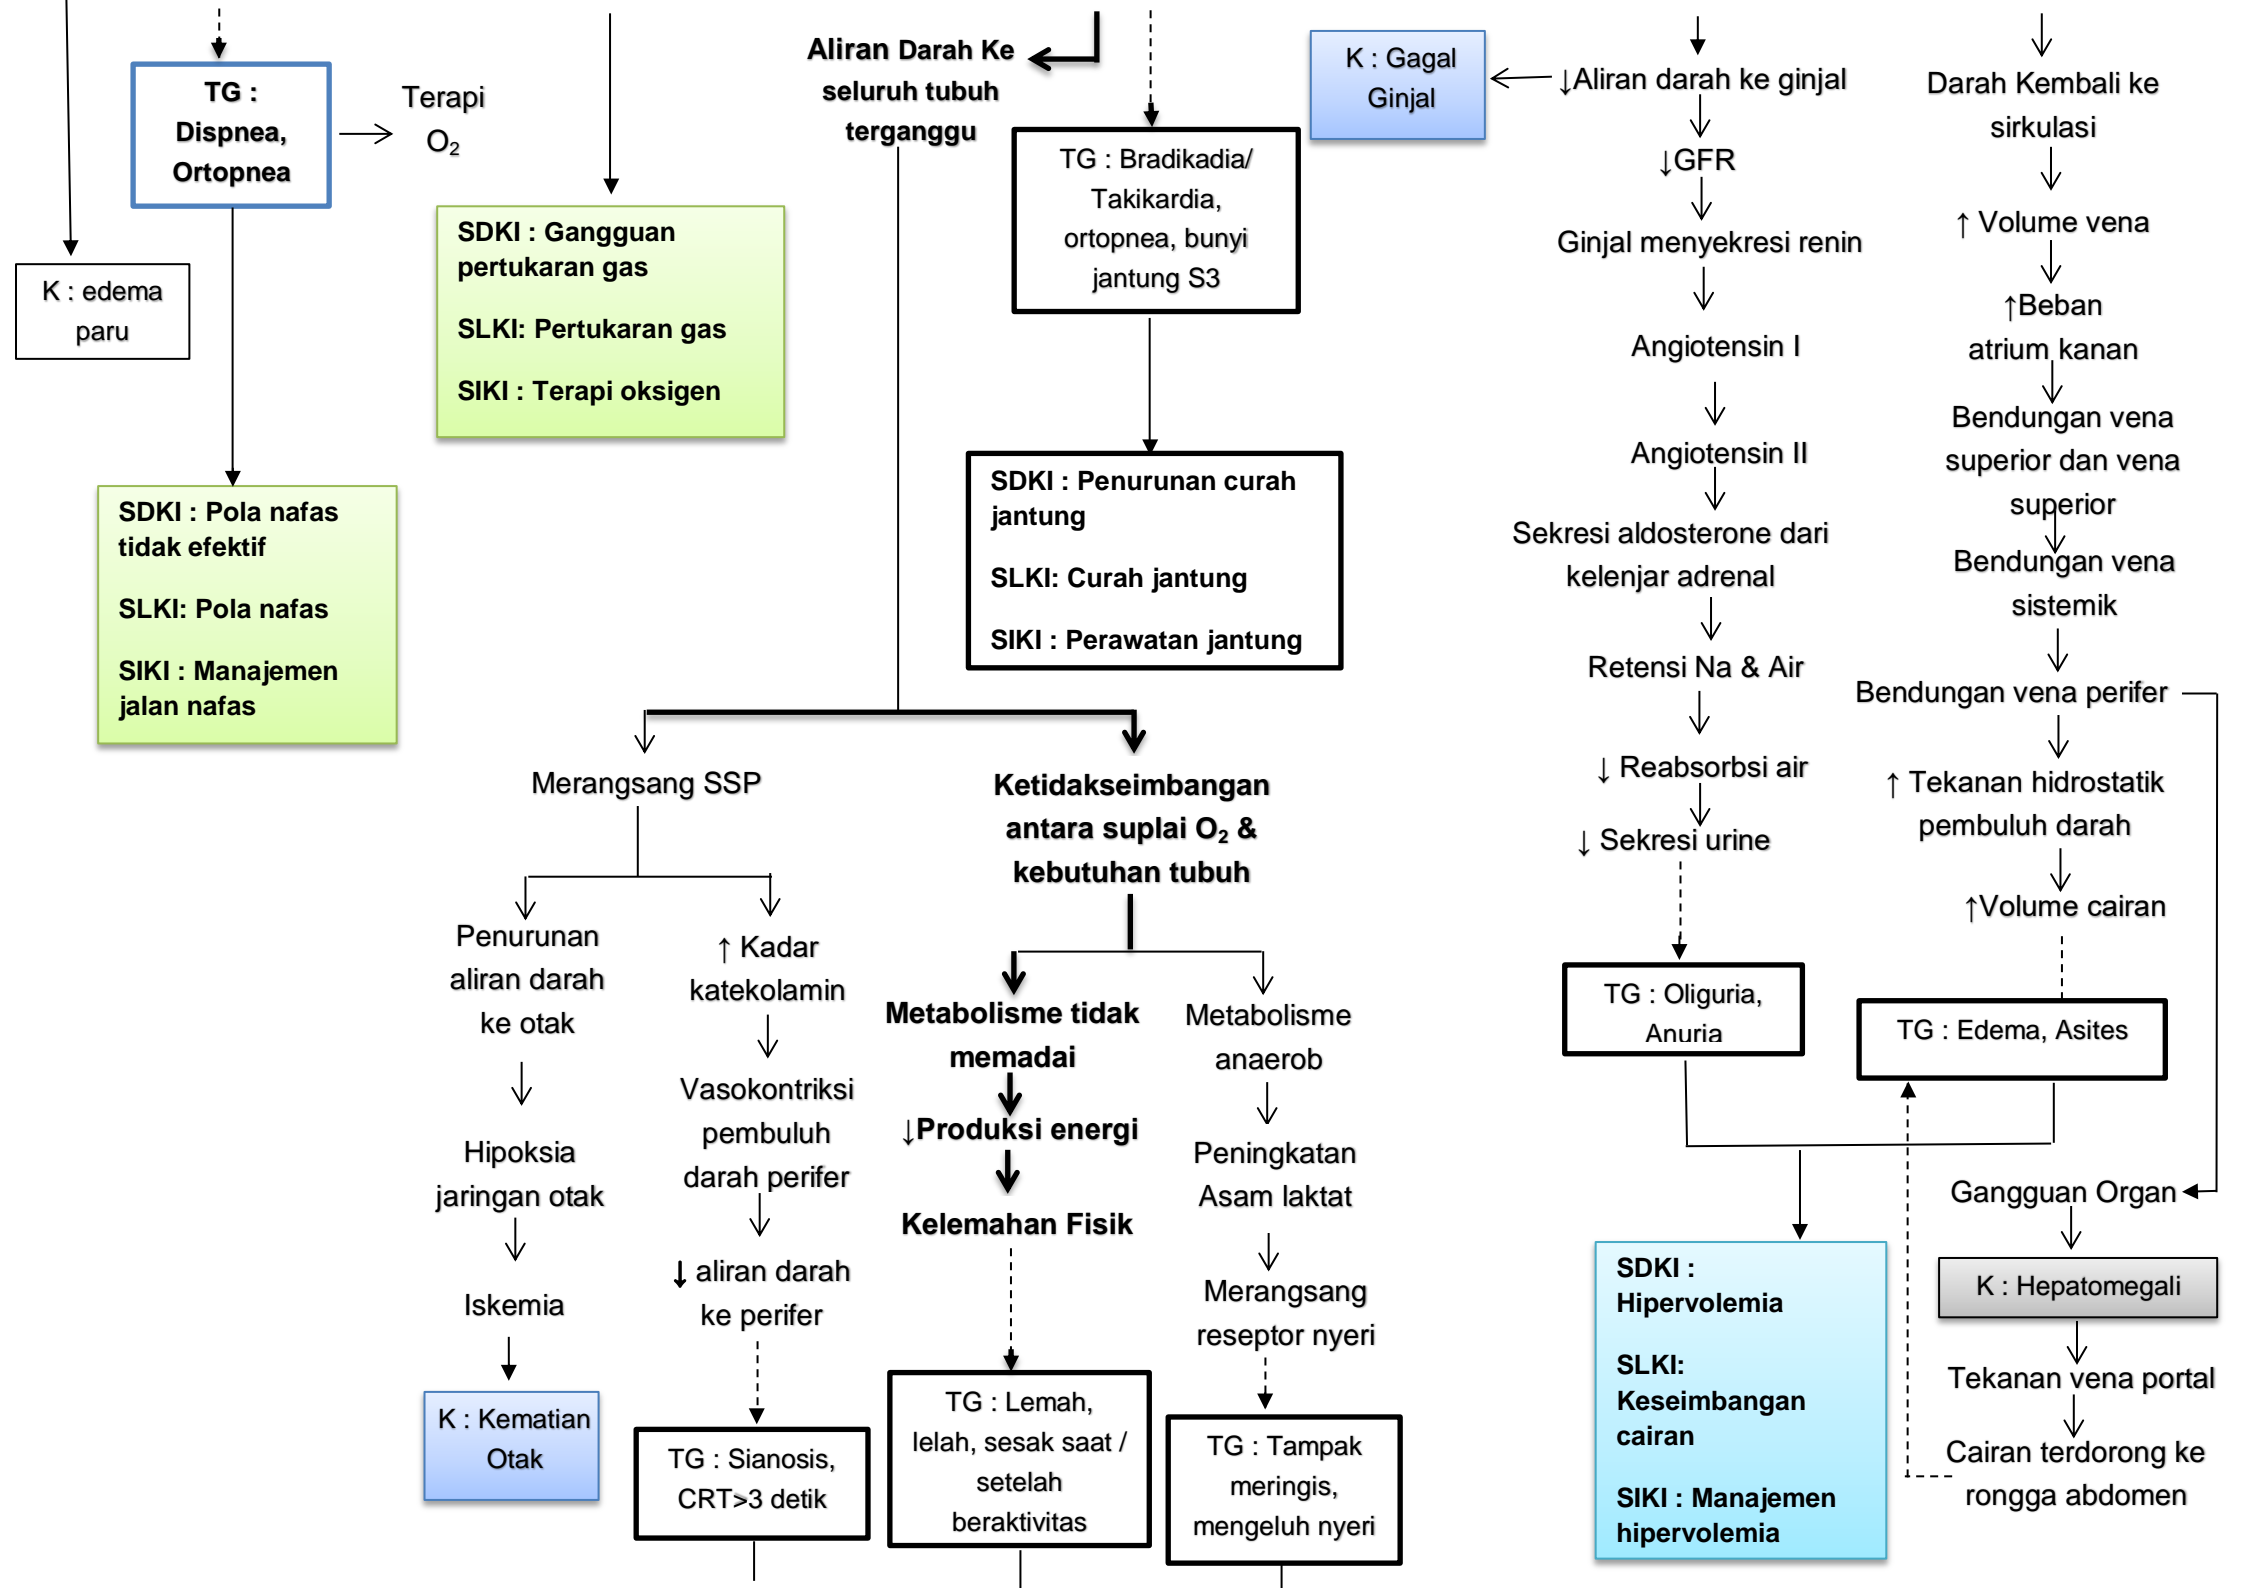 TG :
Dispnea,
Ortopnea
Terapi
O₂
K : edema
paru
SDKI : Pola nafas
tidak efektif
SLKI: Pola nafas
SIKI : Manajemen
jalan nafas
SDKI : Gangguan
pertukaran gas
SLKI: Pertukaran gas
SIKI : Terapi oksigen
Aliran Darah Ke
seluruh tubuh
terganggu
TG : Bradikadia/
Takikardia,
ortopnea, bunyi
jantung S3
SDKI : Penurunan curah
jantung
SLKI: Curah jantung
SIKI : Perawatan jantung
Merangsang SSP
Penurunan
aliran darah
ke otak
Hipoksia
jaringan otak
Iskemia
K : Kematian
Otak
↑ Kadar
katekolamin
Vasokontriksi
pembuluh
darah perifer
↓ aliran darah
ke perifer
TG : Sianosis,
CRT>3 detik
Ketidakseimbangan
antara suplai O₂ &
kebutuhan tubuh
Metabolisme tidak
memadai
↓Produksi energi
Kelemahan Fisik
TG : Lemah,
lelah, sesak saat /
setelah
beraktivitas
Metabolisme
anaerob
Peningkatan
Asam laktat
Merangsang
reseptor nyeri
TG : Tampak
meringis,
mengeluh nyeri
K : Gagal
Ginjal
↓Aliran darah ke ginjal
↓GFR
Ginjal menyekresi renin
Angiotensin I
Angiotensin II
Sekresi aldosterone dari
kelenjar adrenal
Retensi Na & Air
↓ Reabsorbsi air
↓ Sekresi urine
TG : Oliguria,
Anuria
Darah Kembali ke
sirkulasi
↑ Volume vena
↑Beban
atrium kanan
Bendungan vena
superior dan vena
superior
Bendungan vena
sistemik
Bendungan vena perifer
↑ Tekanan hidrostatik
pembuluh darah
↑Volume cairan
TG : Edema, Asites
Gangguan Organ
K : Hepatomegali
Tekanan vena portal
Cairan terdorong ke
rongga abdomen
SDKI :
Hipervolemia
SLKI:
Keseimbangan
cairan
SIKI : Manajemen
hipervolemia